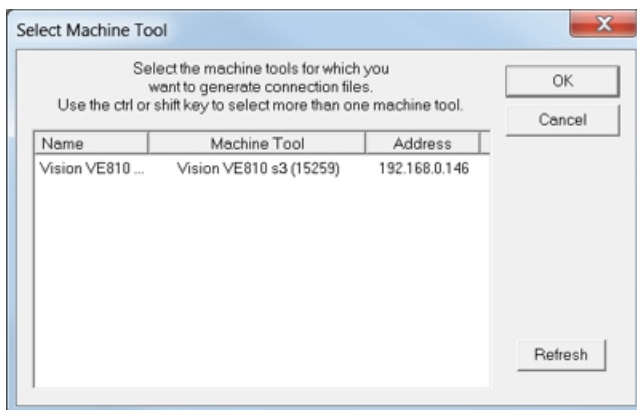 Select Machine Tool
Select the machine tools for which you
want to generate connection files.
Use the ctrl or shift key to select more than one machine tool.
OK
Cancel
Name Machine Tool Address
Vision VE810 ... Vision VE810 s3 (15259) 192.168.0.146
Refresh